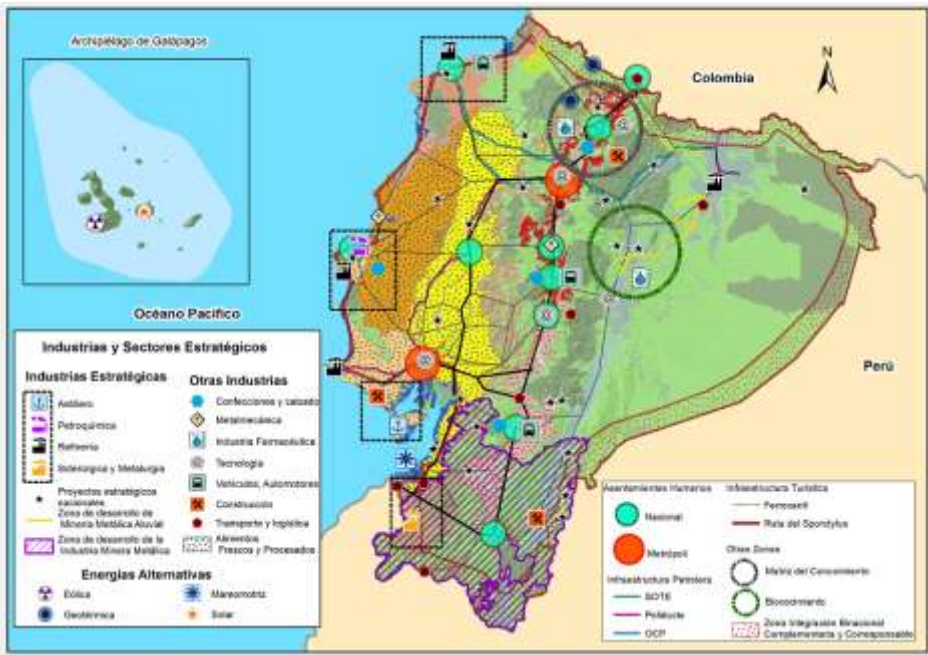 Archipiélago de Galápagos
N
Colombia
Océano Pacífico
Perú
Industrias y Sectores Estratégicos
Industrias Estratégicas
Astillero
Petroquímica
Refinería
Siderurgia y Metalurgia
Proyectos estratégicos
nacionales
Zona de desarrollo de
Minería Metálica Aluvial
Zona de desarrollo de la
Industria Minera Metálica
Otras Industrias
Confecciones y calzado
Metalmecánica
Industria Farmacéutica
Tecnología
Vehículos, Automotores
Construcción
Transporte y logística
Alimentos
Frescos y Procesados
Energías Alternativas
Eólica
Geotérmica
Mareomotriz
Solar
Asentamientos Humanos
Nacional
Metrópoli
Infraestructura Petrolera
SOTE
Poliducto
OCP
Infraestructura Turística
Ferrocarril
Ruta del Spondylus
Otras Zonas
Matriz del Conocimiento
Zona Integración Binacional
Complementaria y Corresponsable